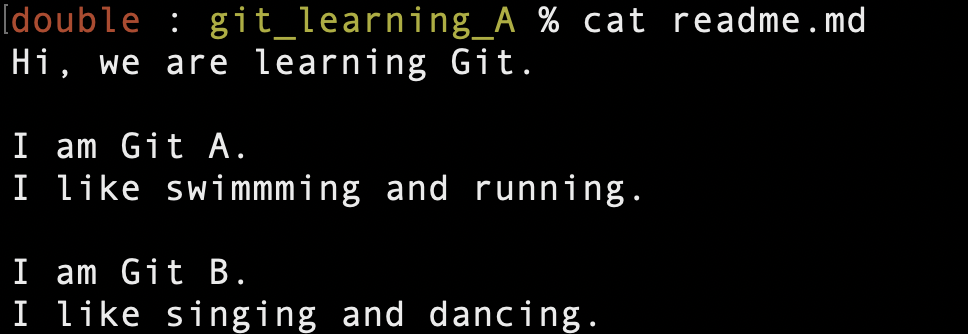 [double : git_learning_A % cat readme.md
Hi, we are learning Git.
I am Git A.
I like swimmming and running.
I am Git B.
I like singing and dancing.